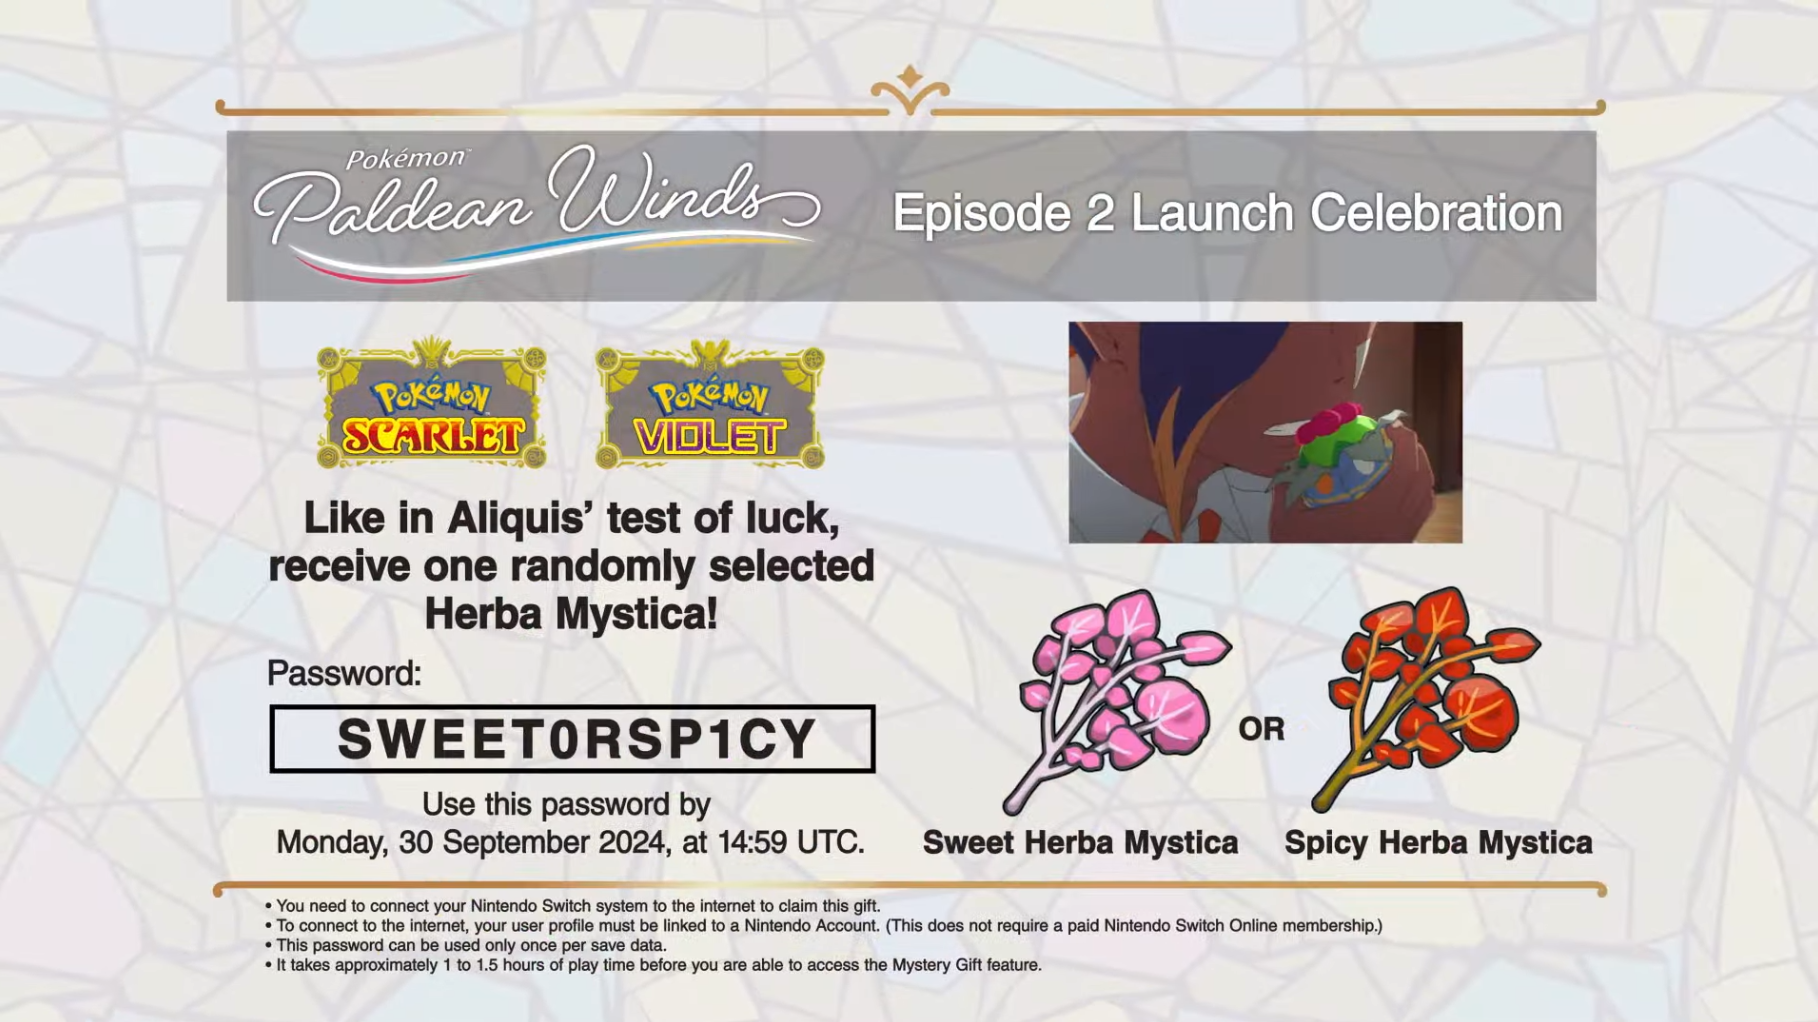 Pokémon™
Paldean Winds
Episode 2 Launch Celebration
POKéMON™
SCARLET
POKéMON™
VIOLET
Like in Aliquis’ test of luck,
receive one randomly selected
Herba Mystica!
Password:
SWEET0RSP1CY
Use this password by
Monday, 30 September 2024, at 14:59 UTC.
OR
Sweet Herba Mystica
Spicy Herba Mystica
• You need to connect your Nintendo Switch system to the internet to claim this gift.
• To connect to the internet, your user profile must be linked to a Nintendo Account. (This does not require a paid Nintendo Switch Online membership.)
• This password can be used only once per save data.
• It takes approximately 1 to 1.5 hours of play time before you are able to access the Mystery Gift feature.